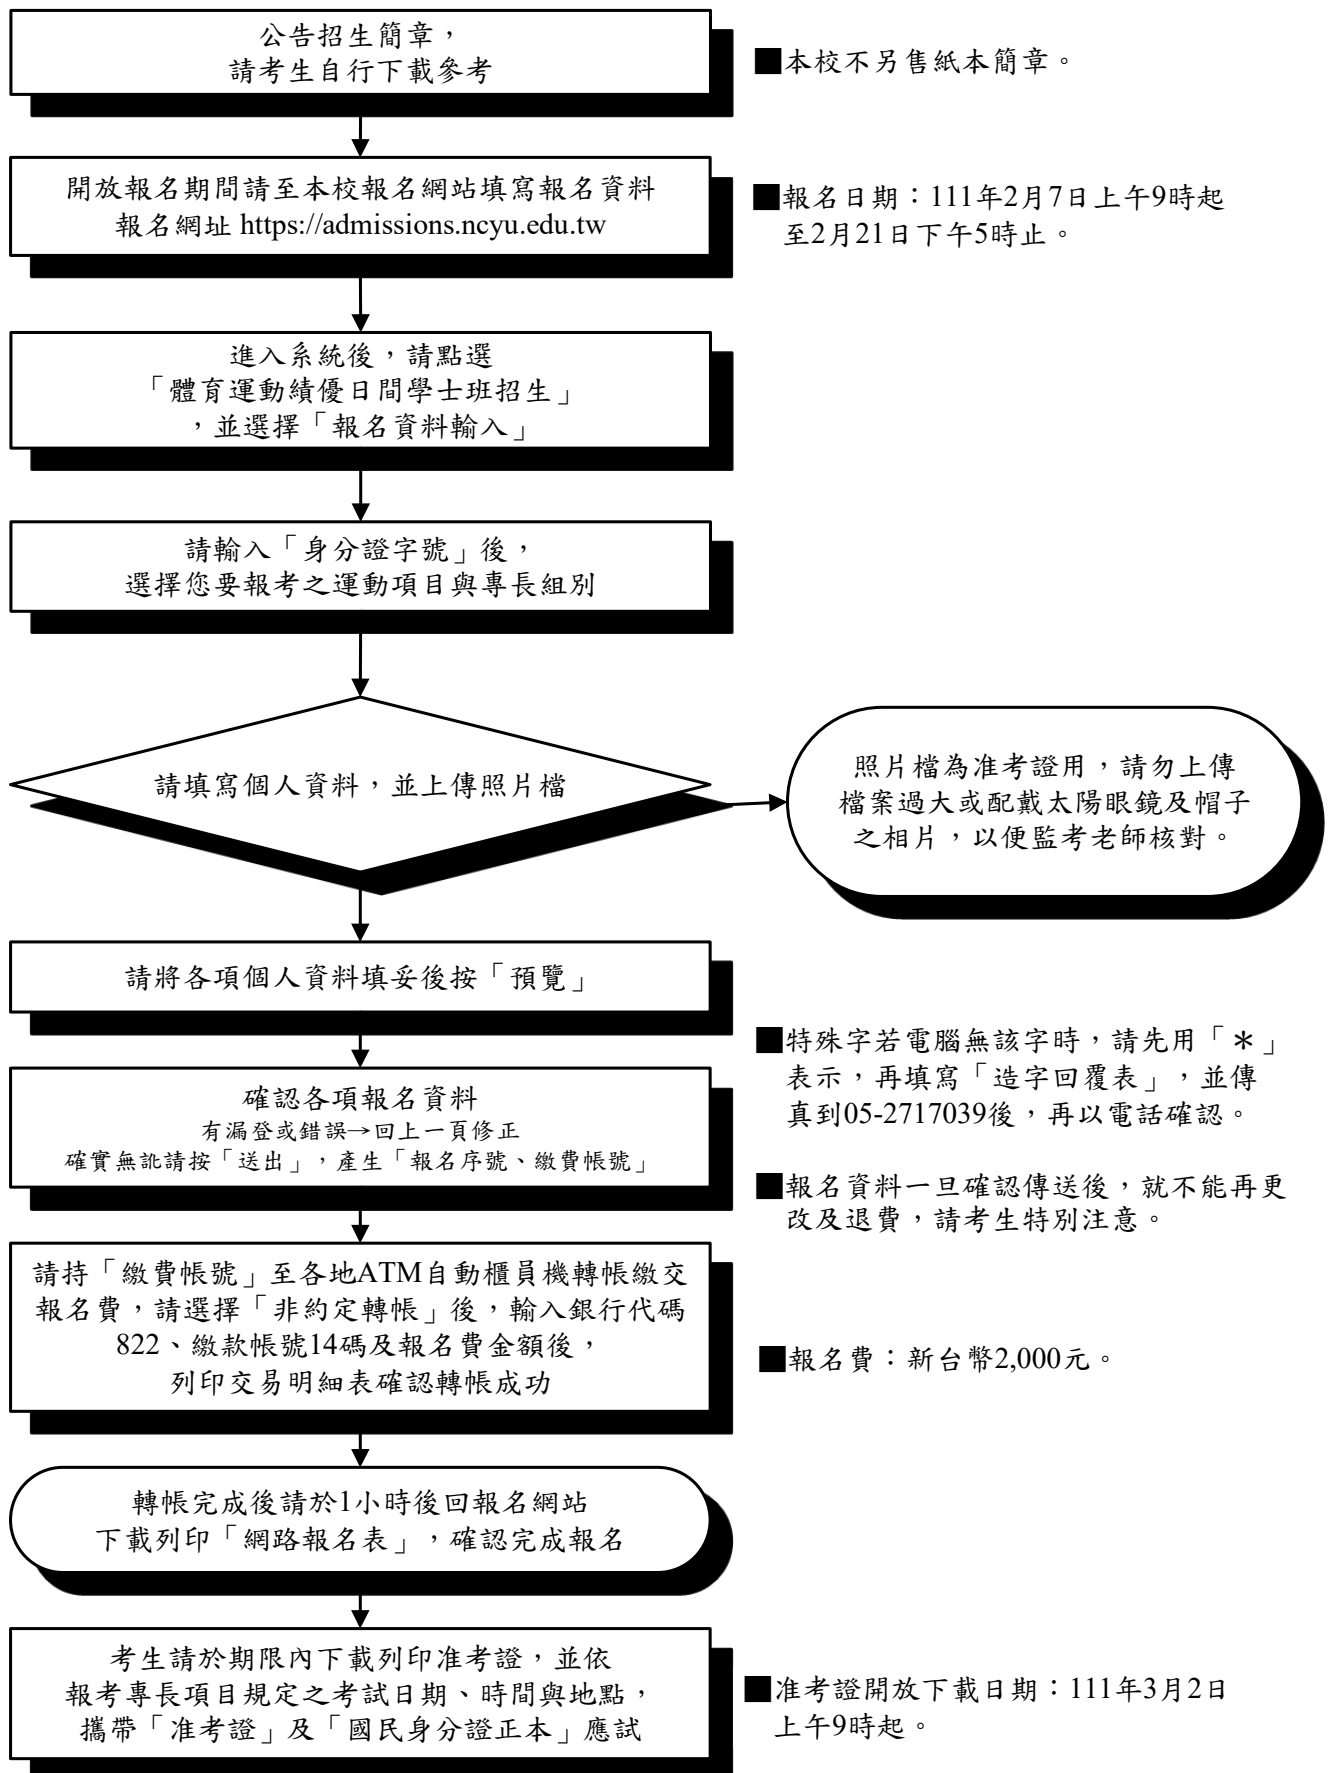 公告招生簡章，
請考生自行下載參考
■本校不另售紙本簡章。
開放報名期間請至本校報名網站填寫報名資料
報名網址 https://admissions.ncyu.edu.tw
■報名日期：111年2月7日上午9時起
至2月21日下午5時止。
進入系統後，請點選
「體育運動績優日間學士班招生」
，並選擇「報名資料輸入」
請輸入「身分證字號」後，
選擇您要報考之運動項目與專長組別
請填寫個人資料，並上傳照片檔
照片檔為准考證用，請勿上傳
檔案過大或配戴太陽眼鏡及帽子
之相片，以便監考老師核對。
請將各項個人資料填妥後按「預覽」
■特殊字若電腦無該字時，請先用「＊」
表示，再填寫「造字回覆表」，並傳
真到05-2717039後，再以電話確認。
確認各項報名資料
有漏登或錯誤→回上一頁修正
確實無訛請按「送出」，產生「報名序號、繳費帳號」
■報名資料一旦確認傳送後，就不能再更
改及退費，請考生特別注意。
請持「繳費帳號」至各地ATM自動櫃員機轉帳繳交
報名費，請選擇「非約定轉帳」後，輸入銀行代碼
822、繳款帳號14碼及報名費金額後，
列印交易明細表確認轉帳成功
■報名費：新台幣2,000元。
轉帳完成後請於1小時後回報名網站
下載列印「網路報名表」，確認完成報名
考生請於期限內下載列印准考證，並依
報考專長項目規定之考試日期、時間與地點，
攜帶「准考證」及「國民身分證正本」應試
■准考證開放下載日期：111年3月2日
上午9時起。